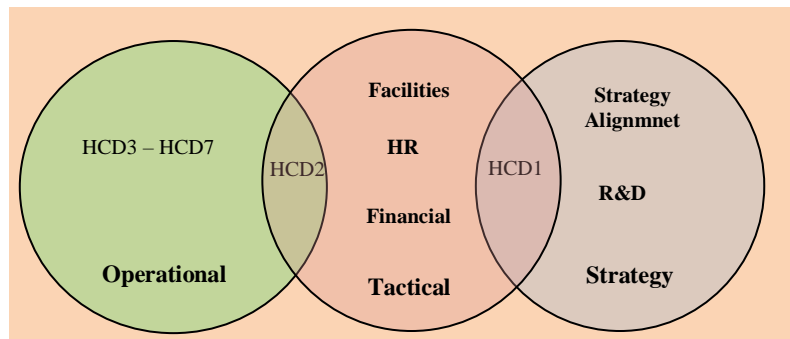 HCD3 – HCD7
Operational
HCD2
Facilities
HR
Financial
Tactical
HCD1
Strategy
Alignmnet
R&D
Strategy